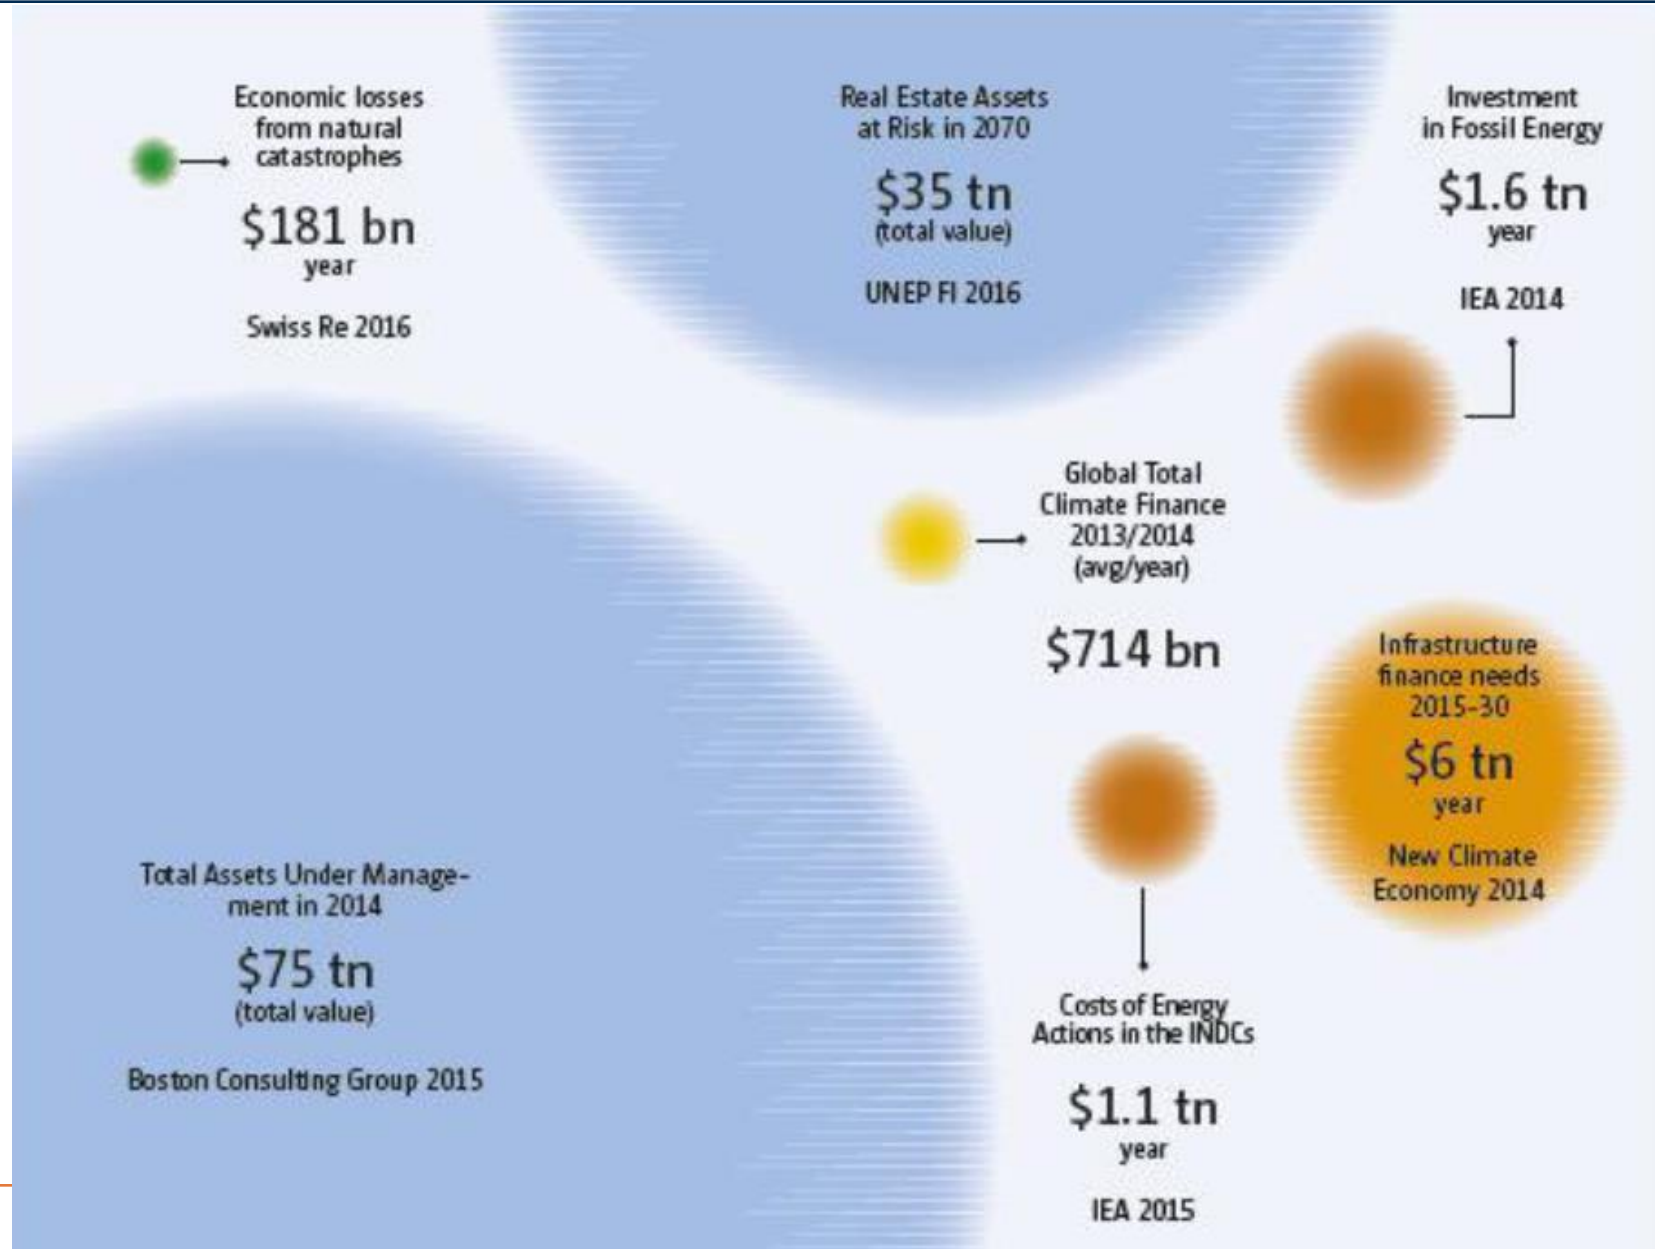 Economic losses
from natural
catastrophes
$181 bn
year
Swiss Re 2016
Real Estate Assets
at Risk in 2070
$35 tn
(total value)
UNEP FI 2016
Investment
in Fossil Energy
$1.6 tn
year
IEA 2014
Global Total
Climate Finance
2013/2014
(avg/year)
$714 bn
Infrastructure
finance needs
2015-30
$6 tn
year
New Climate
Economy 2014
Total Assets Under Manage-
ment in 2014
$75 tn
(total value)
Boston Consulting Group 2015
Costs of Energy
Actions in the INDCs
$1.1 tn
year
IEA 2015